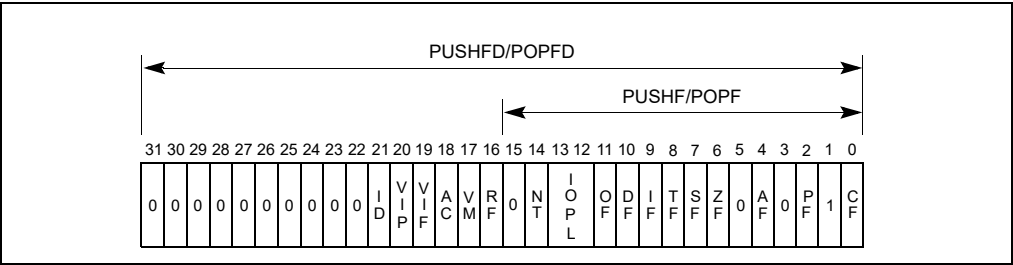 PUSHFD/POPFD
PUSHF/POPF
31 30 29 28 27 26 25 24 23 22 21 20 19 18 17 16 15 14 13 12 11 10 9 8 7 6 5 4 3 2 1 0
0 0 0 0 0 0 0 0 0 0 ID VIP VIF AC VM RF 0 NT IOPL OF DF IF TF SF ZF 0 AF 0 PF 1 CF